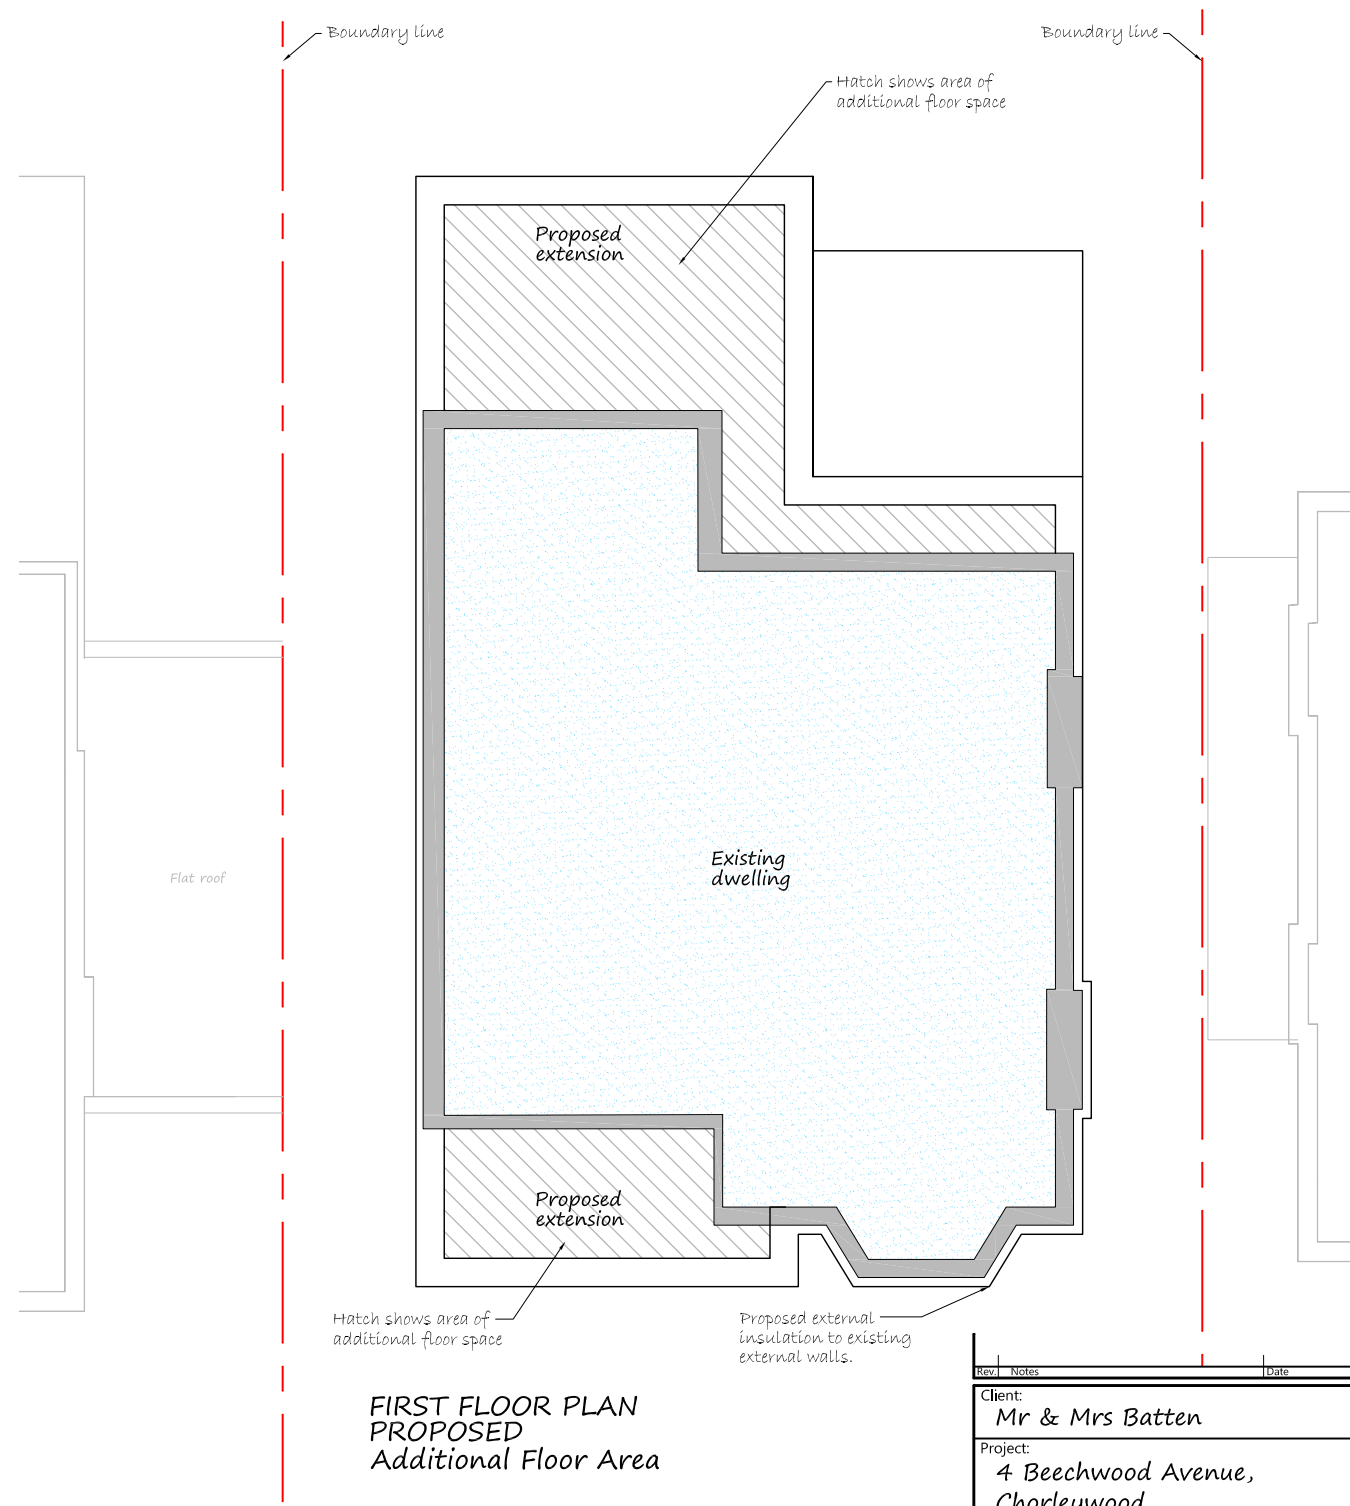 Boundary line
Boundary line
Hatch shows area of
additional floor space
Proposed
extension
Existing
dwelling
Flat roof
Proposed
extension
Hatch shows area of
additional floor space
Proposed external
insulation to existing
external walls.
Rev. Notes Date
Client:
Mr & Mrs Batten
Project:
4 Beechwood Avenue,
Chorleywood
FIRST FLOOR PLAN
PROPOSED
Additional Floor Area